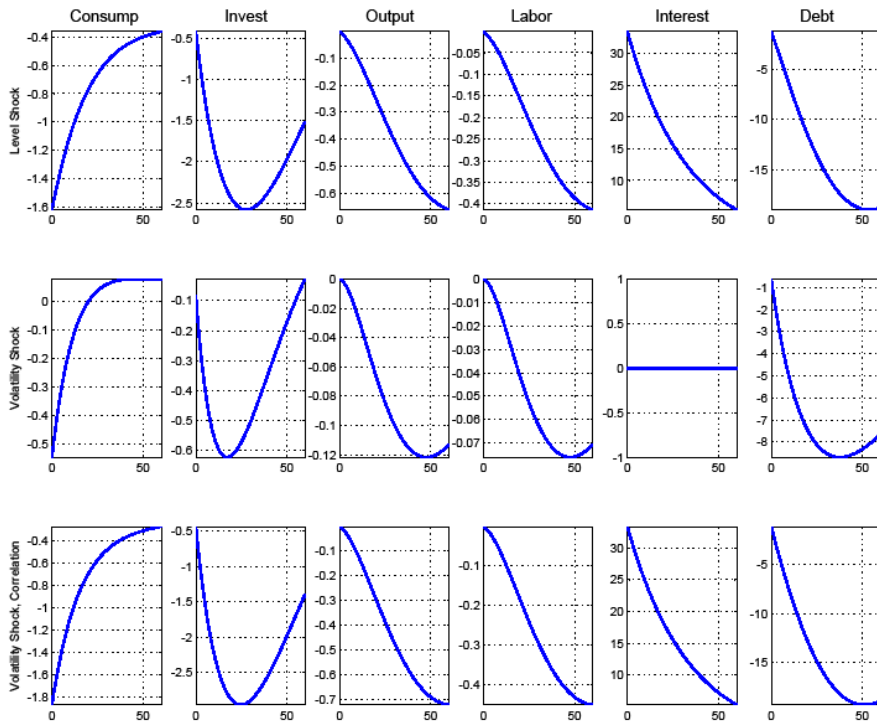 Consump Invest Output Labor Interest Debt
Level Shock
-0.4 -0.6 -0.8 -1 -1.2 -1.4 -1.6
0 50
-0.5 -1 -1.5 -2 -2.5
0 50
-0.1 -0.2 -0.3 -0.4 -0.5 -0.6
0 50
-0.05 -0.1 -0.15 -0.2 -0.25 -0.3 -0.35 -0.4
0 50
30 25 20 15 10
0 50
-5 -10 -15
0 50
Volatility Shock
0 -0.1 -0.2 -0.3 -0.4 -0.5
0 50
-0.1 -0.2 -0.3 -0.4 -0.5 -0.6
0 50
0 -0.02 -0.04 -0.06 -0.08 -0.1 -0.12
0 50
0 -0.01 -0.02 -0.03 -0.04 -0.05 -0.06 -0.07
0 50
1 0.5 0 -0.5 -1
0 50
-1 -2 -3 -4 -5 -6 -7 -8
0 50
Volatility Shock, Correlation
-0.4 -0.6 -0.8 -1 -1.2 -1.4 -1.6 -1.8
0 50
-0.5 -1 -1.5 -2 -2.5
0 50
-0.1 -0.2 -0.3 -0.4 -0.5 -0.6 -0.7
0 50
-0.1 -0.2 -0.3 -0.4
0 50
30 25 20 15 10
0 50
-5 -10 -15
0 50